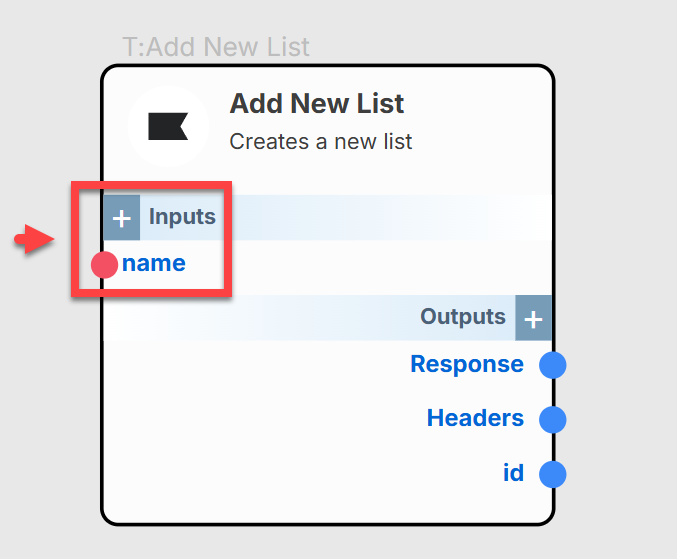 T:Add New List
Add New List
Creates a new list
+ Inputs
name
Outputs +
Response
Headers
id